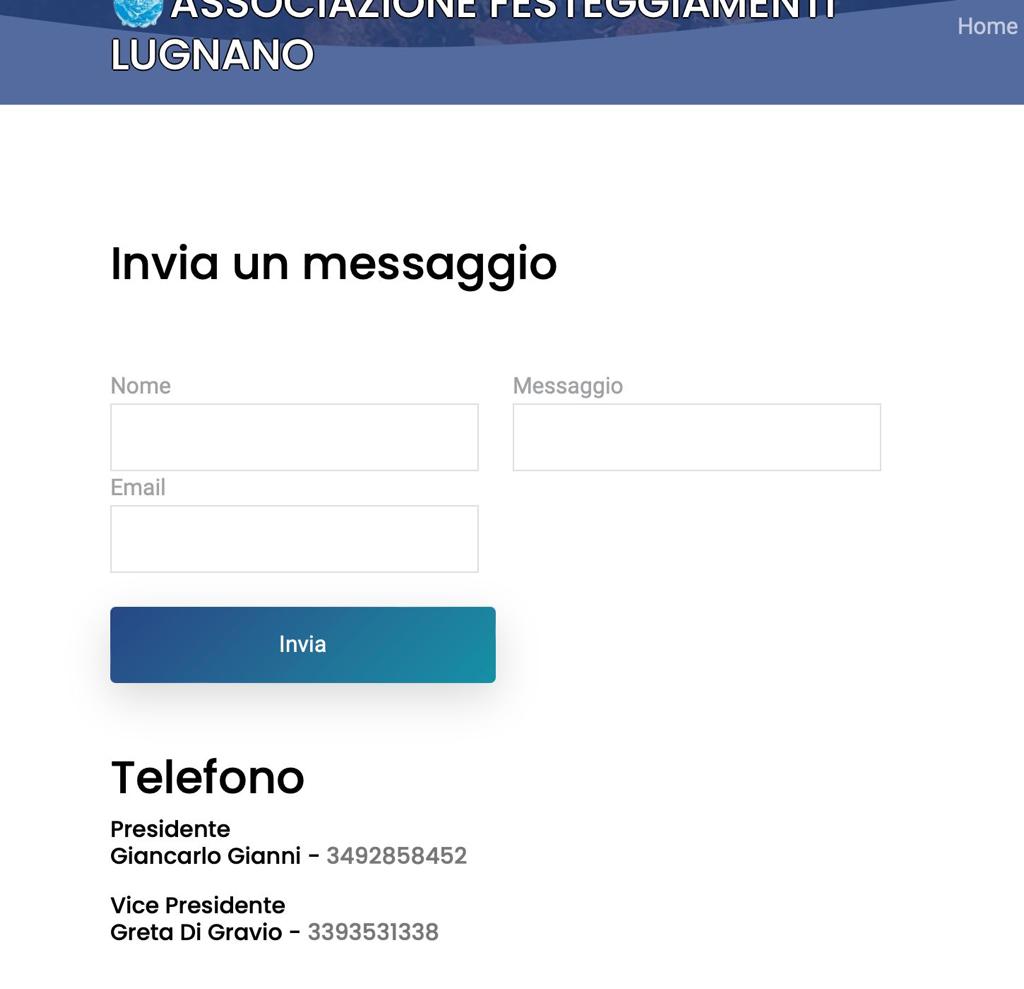 ASSOCIAZIONE FESTEGGIAMENTI
LUGNANO
Home
Invia un messaggio
Nome
Messaggio
Email
Invia
Telefono
Presidente
Giancarlo Gianni - 3492858452
Vice Presidente
Greta Di Gravio - 3393531338